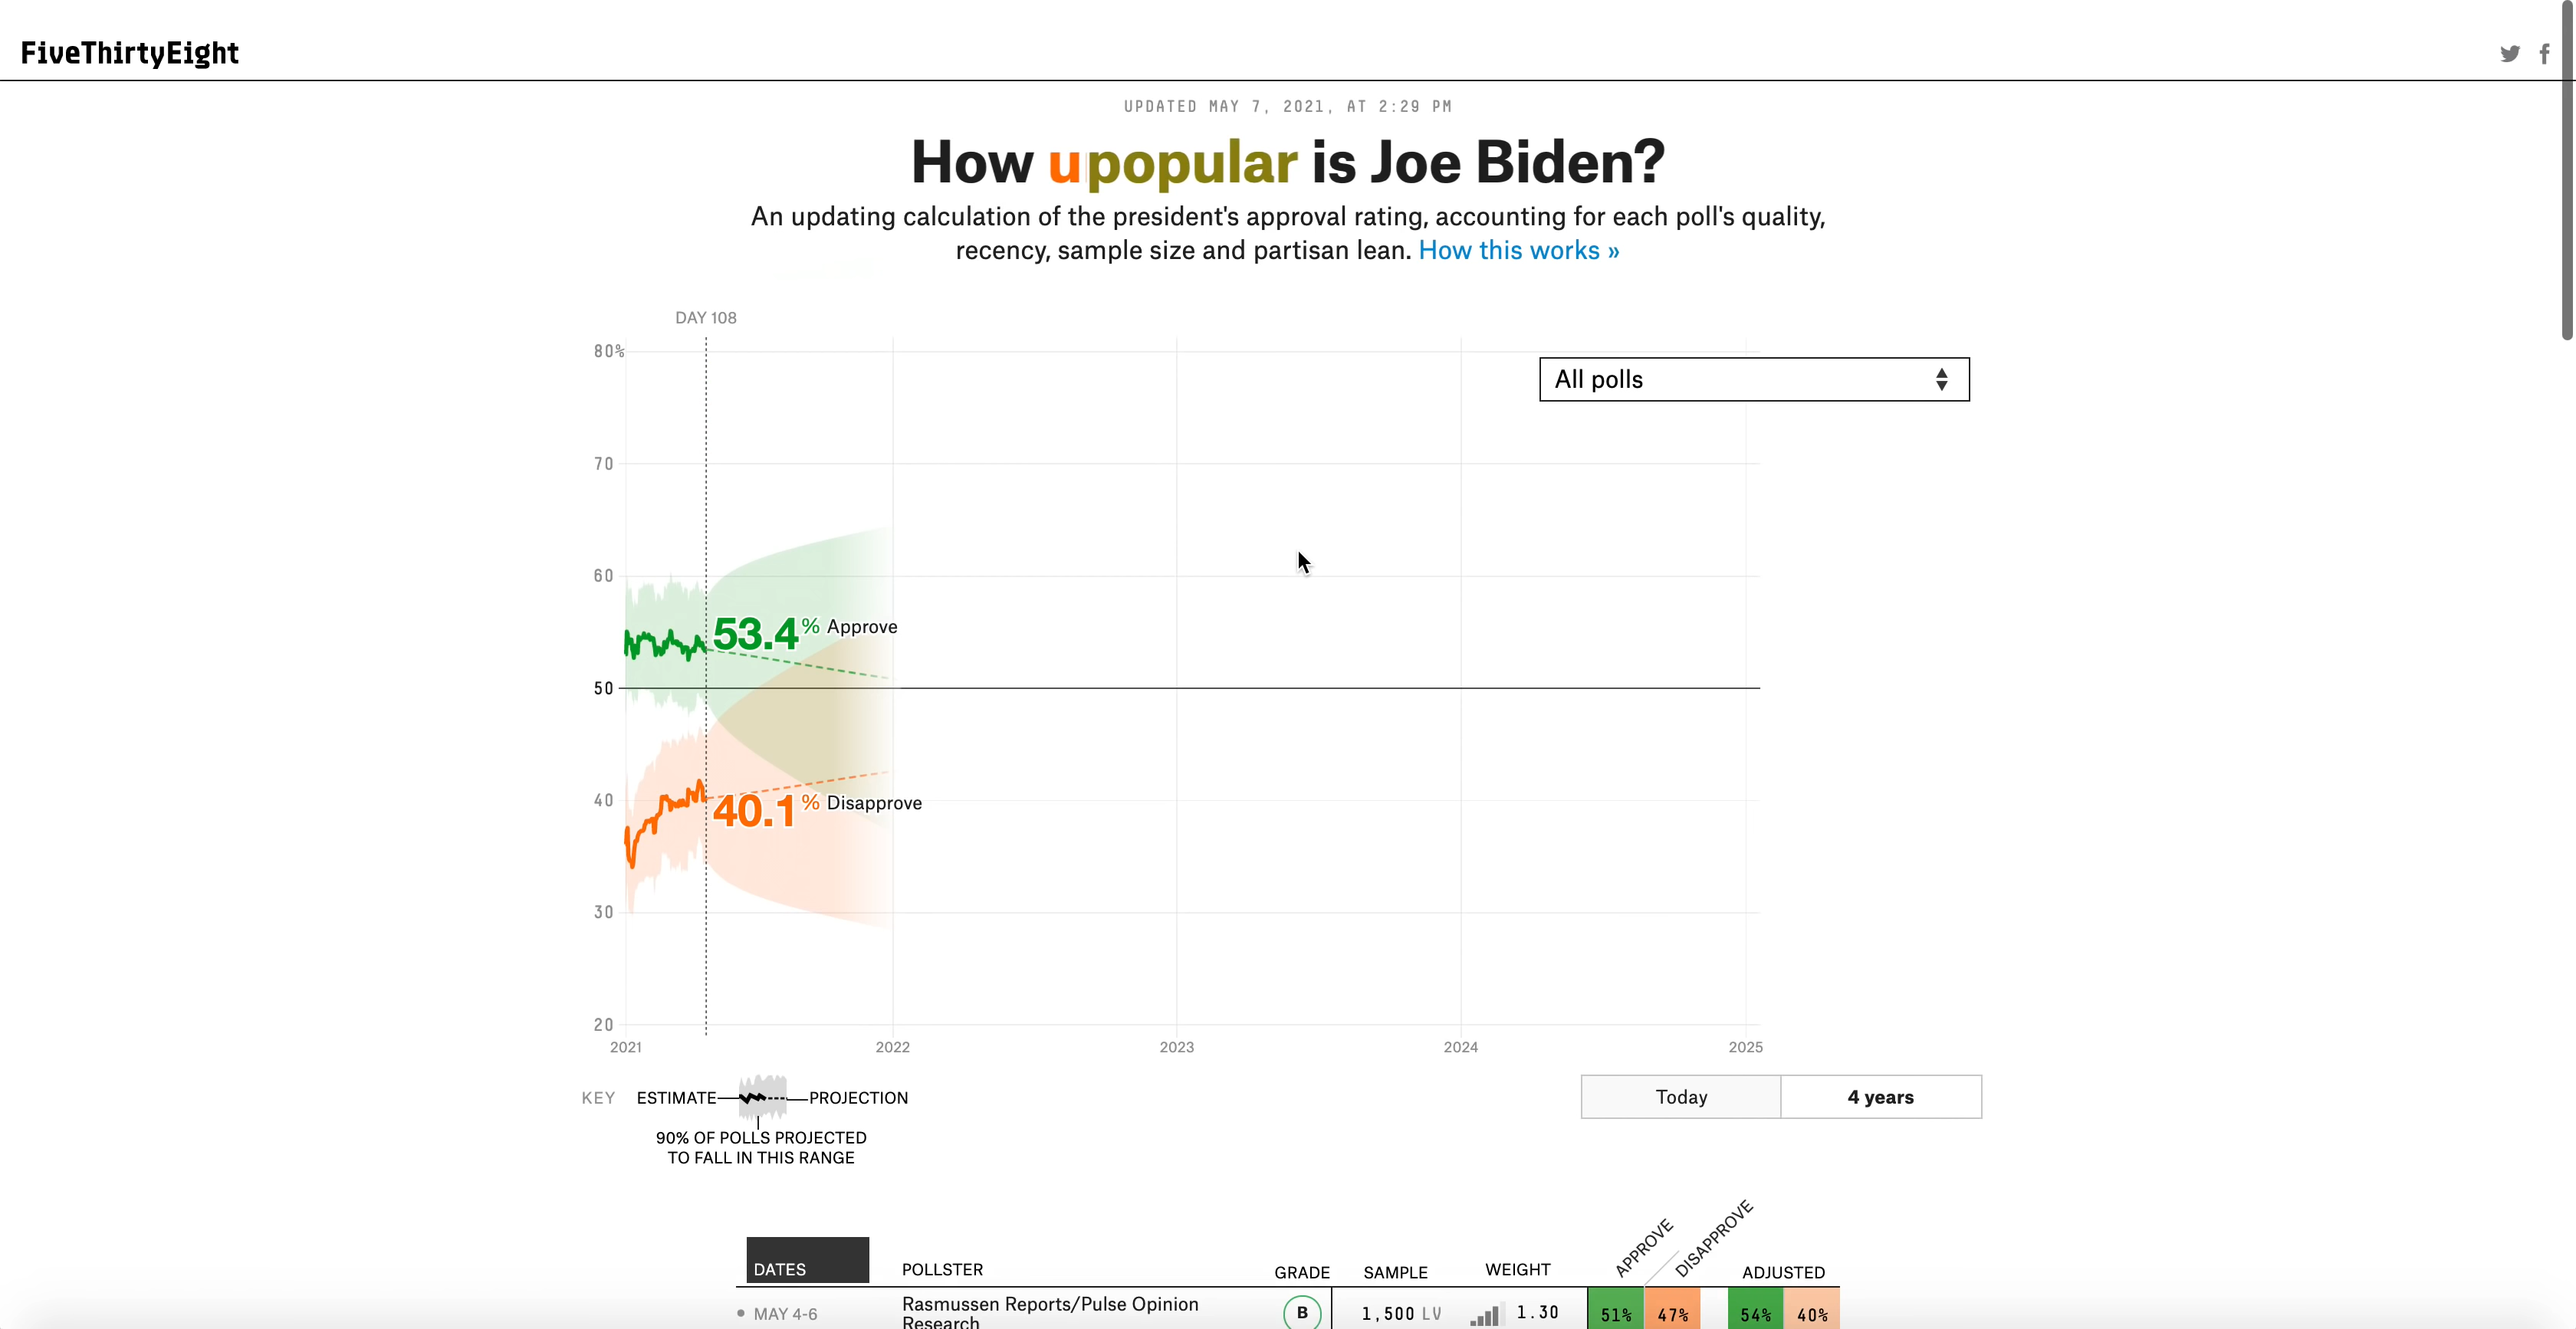 FiveThirtyEight
UPDATED MAY 7, 2021, AT 2:29 PM
How upopular is Joe Biden?
An updating calculation of the president's approval rating, accounting for each poll's quality,
recency, sample size and partisan lean. How this works »
DAY 108
80%
All polls
70
60
53.4% Approve
50
40
40.1% Disapprove
30
20
2021 2022 2023 2024 2025
KEY ESTIMATE PROJECTION
Today 4 years
90% OF POLLS PROJECTED
TO FALL IN THIS RANGE
DATES POLLSTER GRADE SAMPLE WEIGHT APPROVE DISAPPROVE ADJUSTED
MAY 4-6 Rasmussen Reports/Pulse Opinion B 1,500 LV 1.30 51% 47% 54% 40%
Research